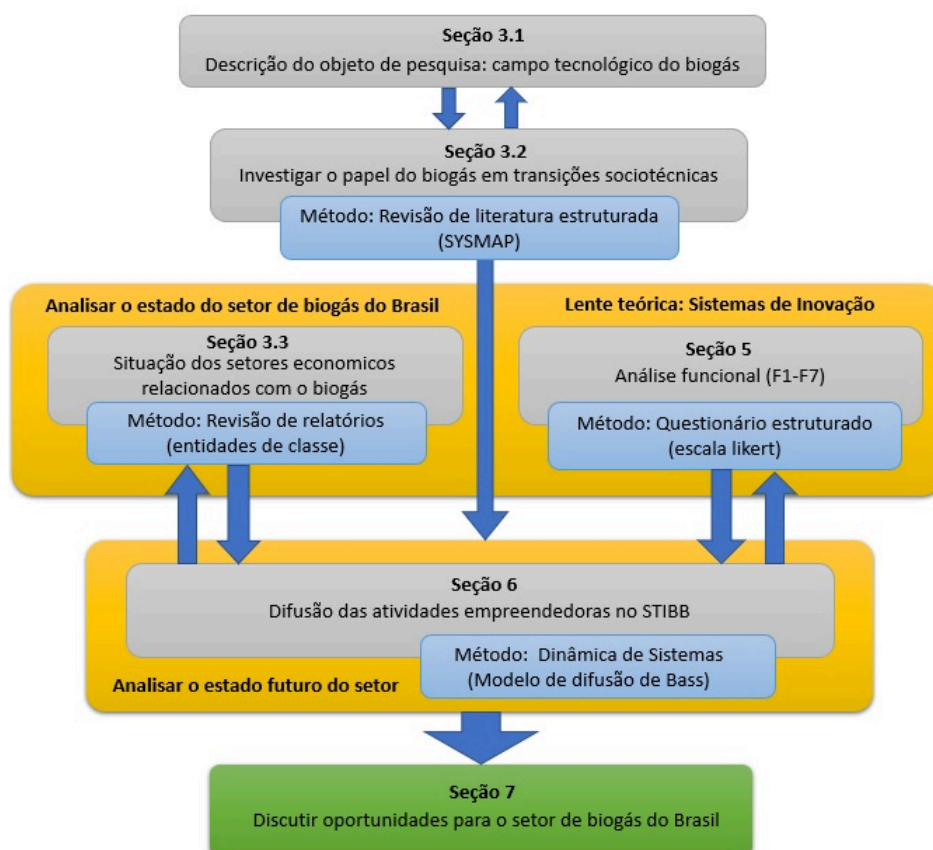 Seção 3.1
Descrição do objeto de pesquisa: campo tecnológico do biogás
Seção 3.2
Investigar o papel do biogás em transições sociotécnicas
Método: Revisão de literatura estruturada
(SYSMAP)
Analisar o estado do setor de biogás do Brasil
Seção 3.3
Situação dos setores economicos
relacionados com o biogás
Método: Revisão de relatórios
(entidades de classe)
Lente teórica: Sistemas de Inovação
Seção 5
Análise funcional (F1-F7)
Método: Questionário estruturado
(escala likert)
Seção 6
Difusão das atividades empreendedoras no STIBB
Método:  Dinâmica de Sistemas
(Modelo de difusão de Bass)
Analisar o estado futuro do setor
Seção 7
Discutir oportunidades para o setor de biogás do Brasil